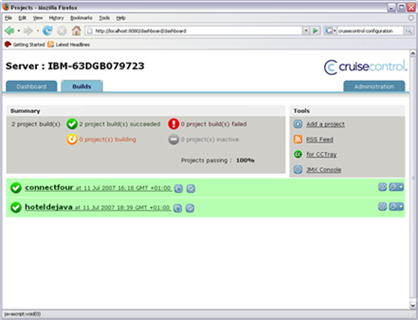 Projects - Mozilla Firefox
File Edit View History Bookmarks Tools Help
http://localhost:8080/dashboard/dashboard
cruisecontrol configuration
Getting Started Latest Headlines
Server : IBM-63DGB079723
cruisecontrol
Dashboard Builds Administration
Summary
2 project build(s) 2 project build(s) succeeded 0 project build(s) failed
0 project(s) building 0 project(s) inactive
Projects passing : 100%
Tools
Add a project
RSS Feed
for CCTray
JMX Console
connectfour at 11 Jul 2007 16:18 GMT +01:00
hoteldejava at 11 Jul 2007 18:39 GMT +01:00
javascript:void(0)